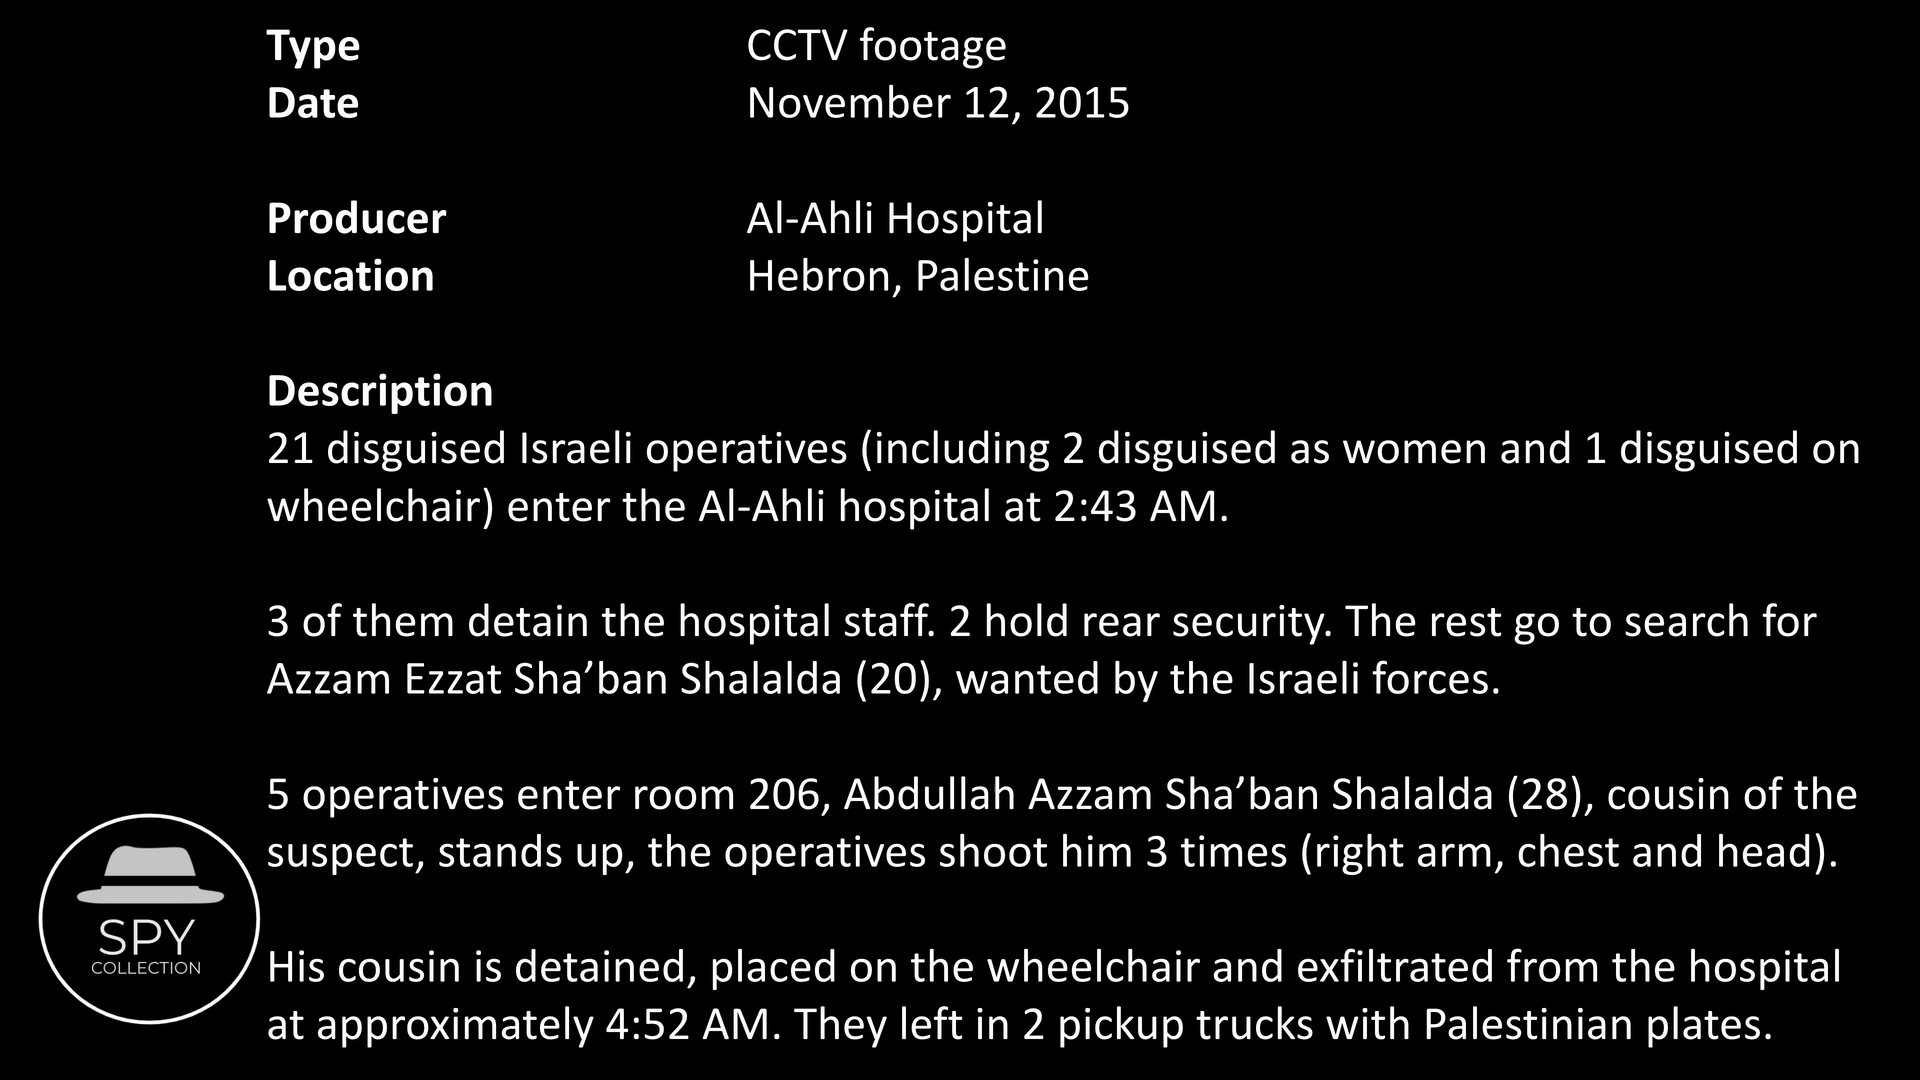 Type CCTV footage
Date November 12, 2015
Producer Al-Ahli Hospital
Location Hebron, Palestine
Description
21 disguised Israeli operatives (including 2 disguised as women and 1 disguised on
wheelchair) enter the Al-Ahli hospital at 2:43 AM.
3 of them detain the hospital staff. 2 hold rear security. The rest go to search for
Azzam Ezzat Sha’ban Shalalda (20), wanted by the Israeli forces.
5 operatives enter room 206, Abdullah Azzam Sha’ban Shalalda (28), cousin of the
suspect, stands up, the operatives shoot him 3 times (right arm, chest and head).
His cousin is detained, placed on the wheelchair and exfiltrated from the hospital
at approximately 4:52 AM. They left in 2 pickup trucks with Palestinian plates.
SPY
COLLECTION